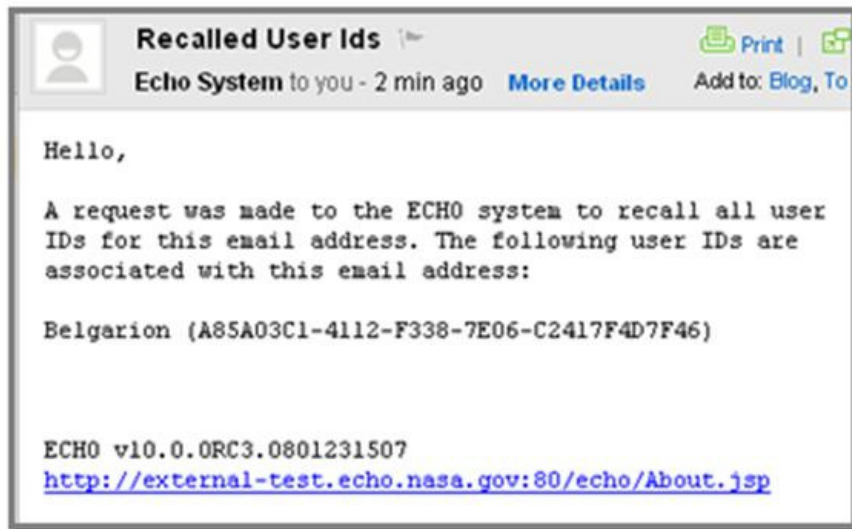 Recalled User Ids
Print |
Echo System to you - 2 min ago More Details
Add to: Blog, To
Hello,
A request was made to the ECHO system to recall all user
IDs for this email address. The following user IDs are
associated with this email address:
Belgarion (A85A03C1-4112-F338-7E06-C2417F4D7F46)
ECHO v10.0.0RC3.0801231507
http://external-test.echo.nasa.gov:80/echo/About.jsp